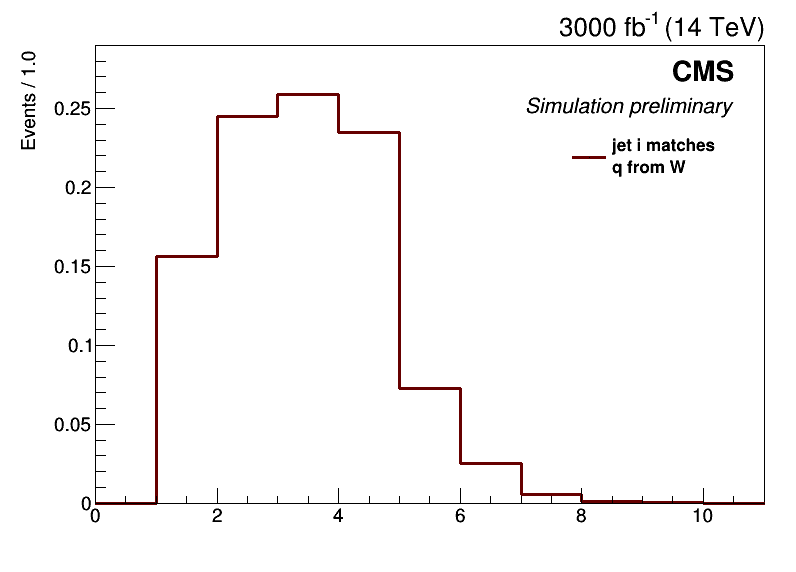 3000 fb-1 (14 TeV)
Events / 1.0
CMS
Simulation preliminary
jet i matches
q from W
0.25
0.2
0.15
0.1
0.05
0
0 2 4 6 8 10